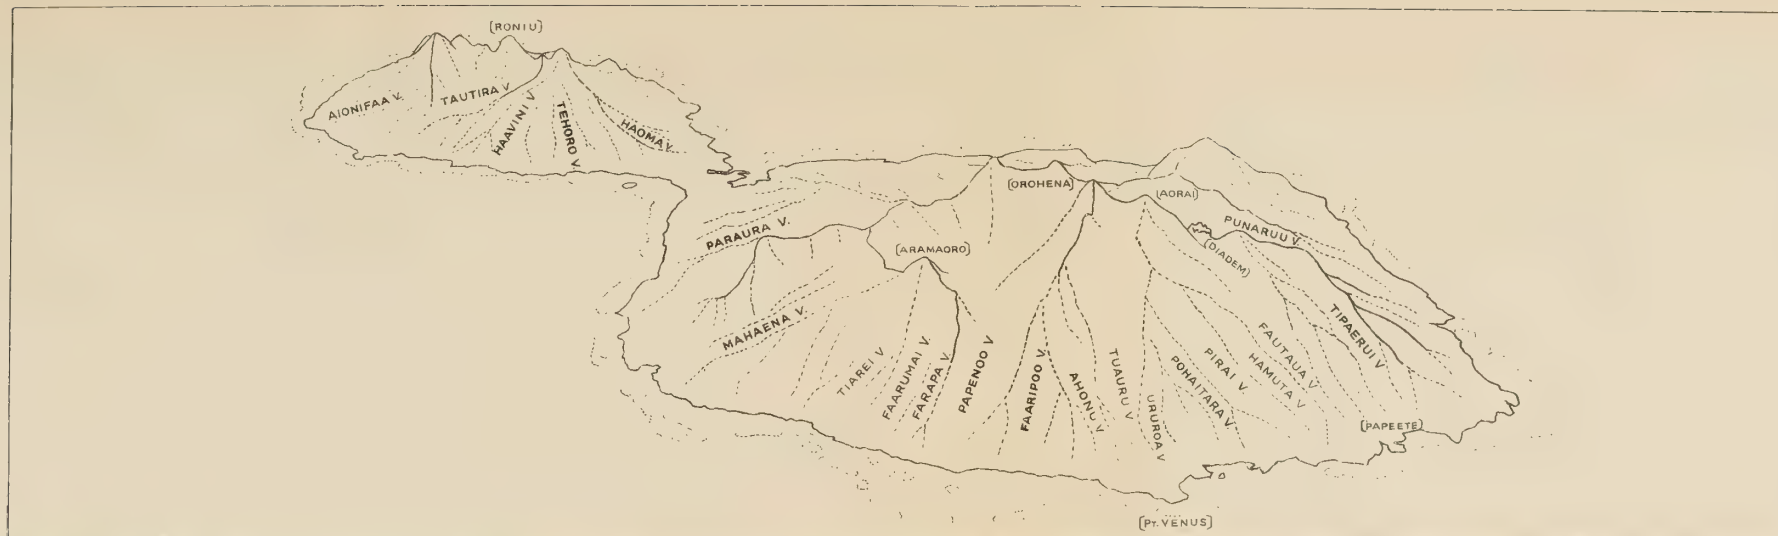 [RONIU]
AIONIFAA V.
TAUTIRA V.
HAAVINI V.
TEHORO V.
HAOMA V.
[OROHENA]
[AORAI]
PUNARUU V.
PARAURA V.
[ARAMAORO]
[DIADEM]
MAHAENA V.
TIAREI V
FAARUMAI V.
FARAPA V.
PAPENOO V
FAARIPOO V.
AHONU V
TUAURU V
URUROA V
POHAITARA V.
PIRAI V
HAMUTA V
FAUTAUA V
TIPAERUI V
[PAPEETE]
[PT. VENUS]